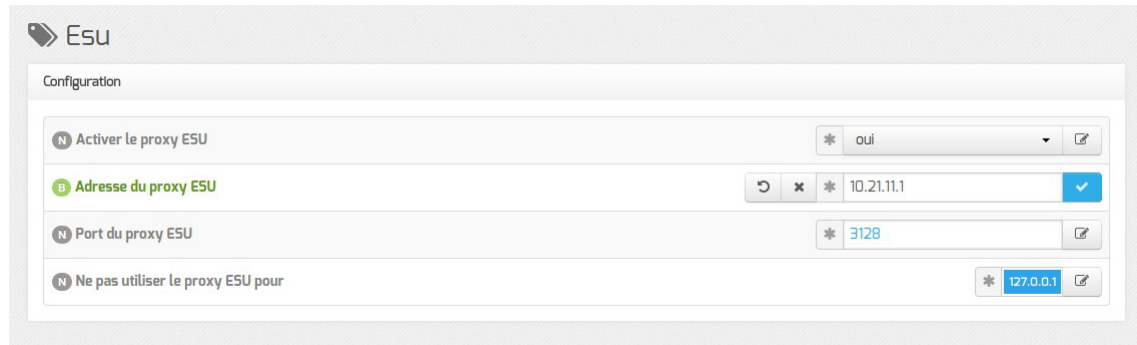 Esu
Configuration
N Activer le proxy ESU * oui
B Adresse du proxy ESU * 10.21.11.1
N Port du proxy ESU * 3128
N Ne pas utiliser le proxy ESU pour * 127.0.0.1